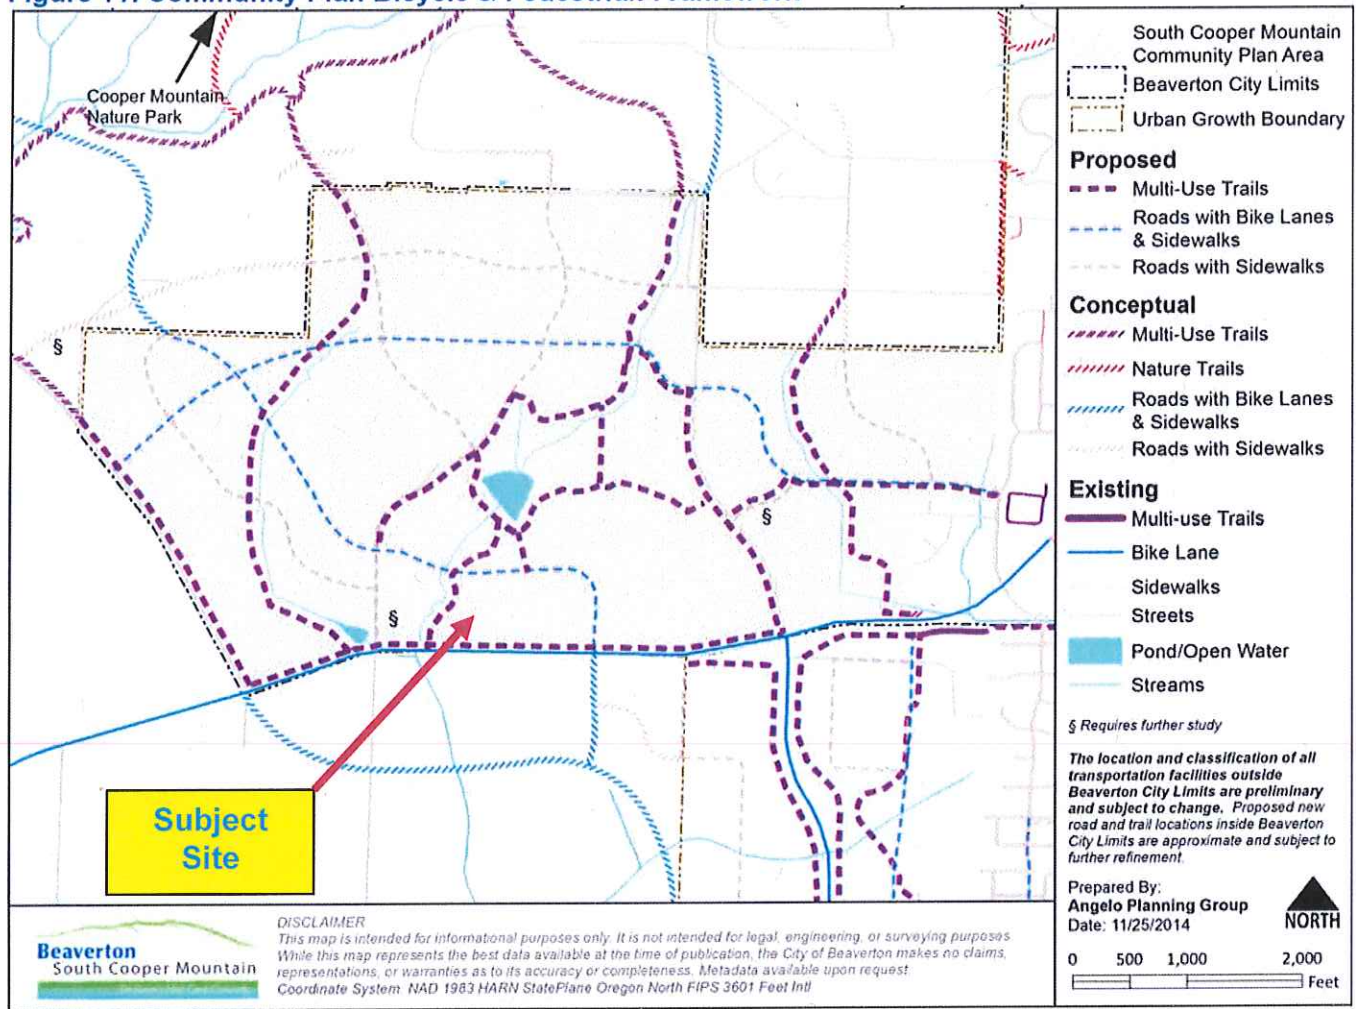 Figure 11: Community Plan Bicycle & Pedestrian Framework
Cooper Mountain
Nature Park
§
§
§
Subject
Site
South Cooper Mountain
Community Plan Area
Beaverton City Limits
Urban Growth Boundary
Proposed
Multi-Use Trails
Roads with Bike Lanes
& Sidewalks
Roads with Sidewalks
Conceptual
Multi-Use Trails
Nature Trails
Roads with Bike Lanes
& Sidewalks
Roads with Sidewalks
Existing
Multi-use Trails
Bike Lane
Sidewalks
Streets
Pond/Open Water
Streams
§ Requires further study
The location and classification of all
transportation facilities outside
Beaverton City Limits are preliminary
and subject to change. Proposed new
road and trail locations inside Beaverton
City Limits are approximate and subject to
further refinement.
Prepared By:
Angelo Planning Group
Date: 11/25/2014
NORTH
0 500 1,000 2,000
Feet
Beaverton
South Cooper Mountain
DISCLAIMER
This map is intended for informational purposes only. It is not intended for legal, engineering, or surveying purposes
While this map represents the best data available at the time of publication, the City of Beaverton makes no claims,
representations, or warranties as to its accuracy or completeness. Metadata available upon request
Coordinate System: NAD 1983 HARN StatePlane Oregon North FIPS 3601 Feet Intl